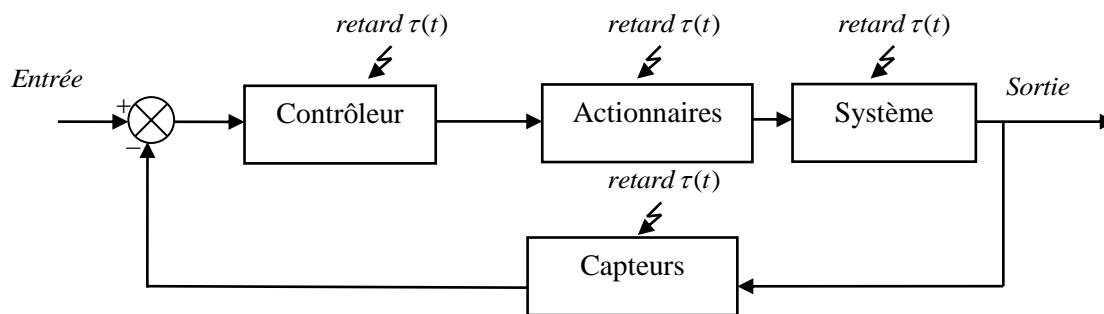 retard τ(t) retard τ(t) retard τ(t)
Entrée
Sortie
+
Contrôleur Actionnaires Système
−
retard τ(t)
Capteurs